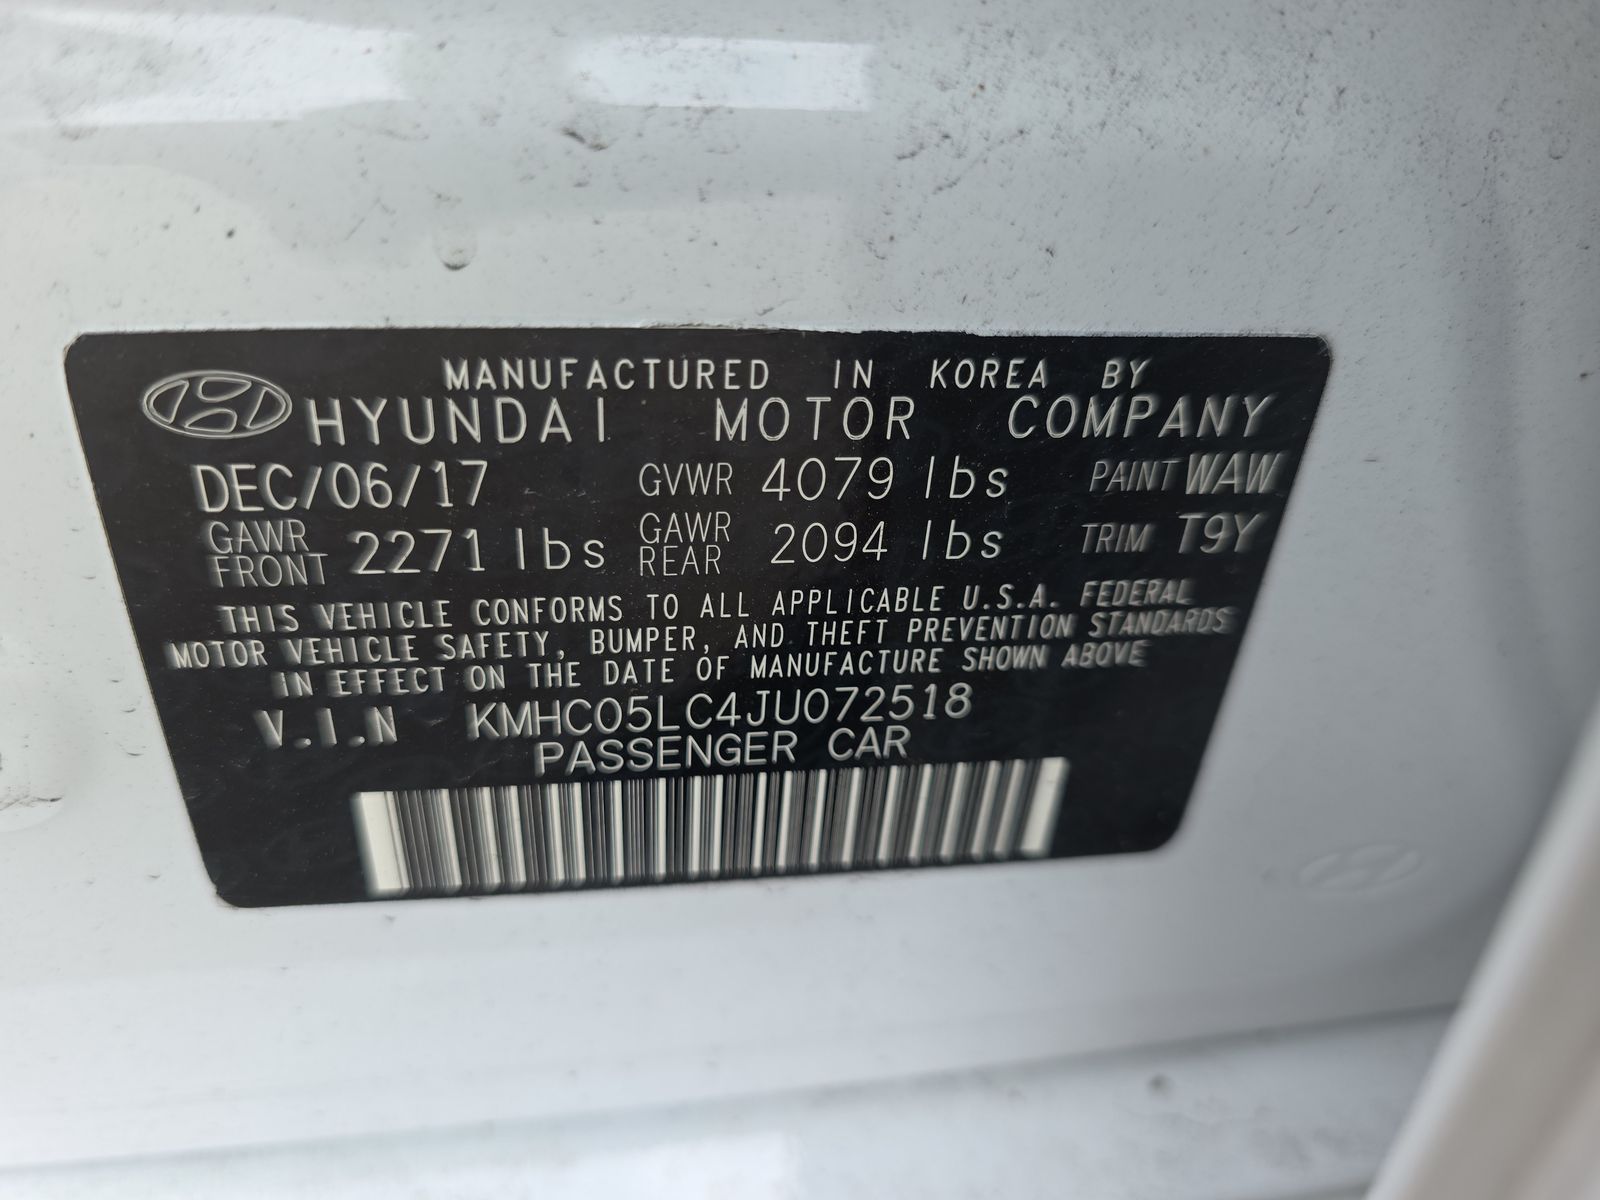 MANUFACTURED IN KOREA BY
HYUNDAI MOTOR COMPANY
DEC/06/17 GVWR 4079 lbs PAINT WAW
GAWR FRONT 2271 lbs GAWR REAR 2094 lbs TRIM T9Y
THIS VEHICLE CONFORMS TO ALL APPLICABLE U.S.A. FEDERAL
MOTOR VEHICLE SAFETY, BUMPER, AND THEFT PREVENTION STANDARDS
IN EFFECT ON THE DATE OF MANUFACTURE SHOWN ABOVE
V.I.N KMHC05LC4JU072518
PASSENGER CAR